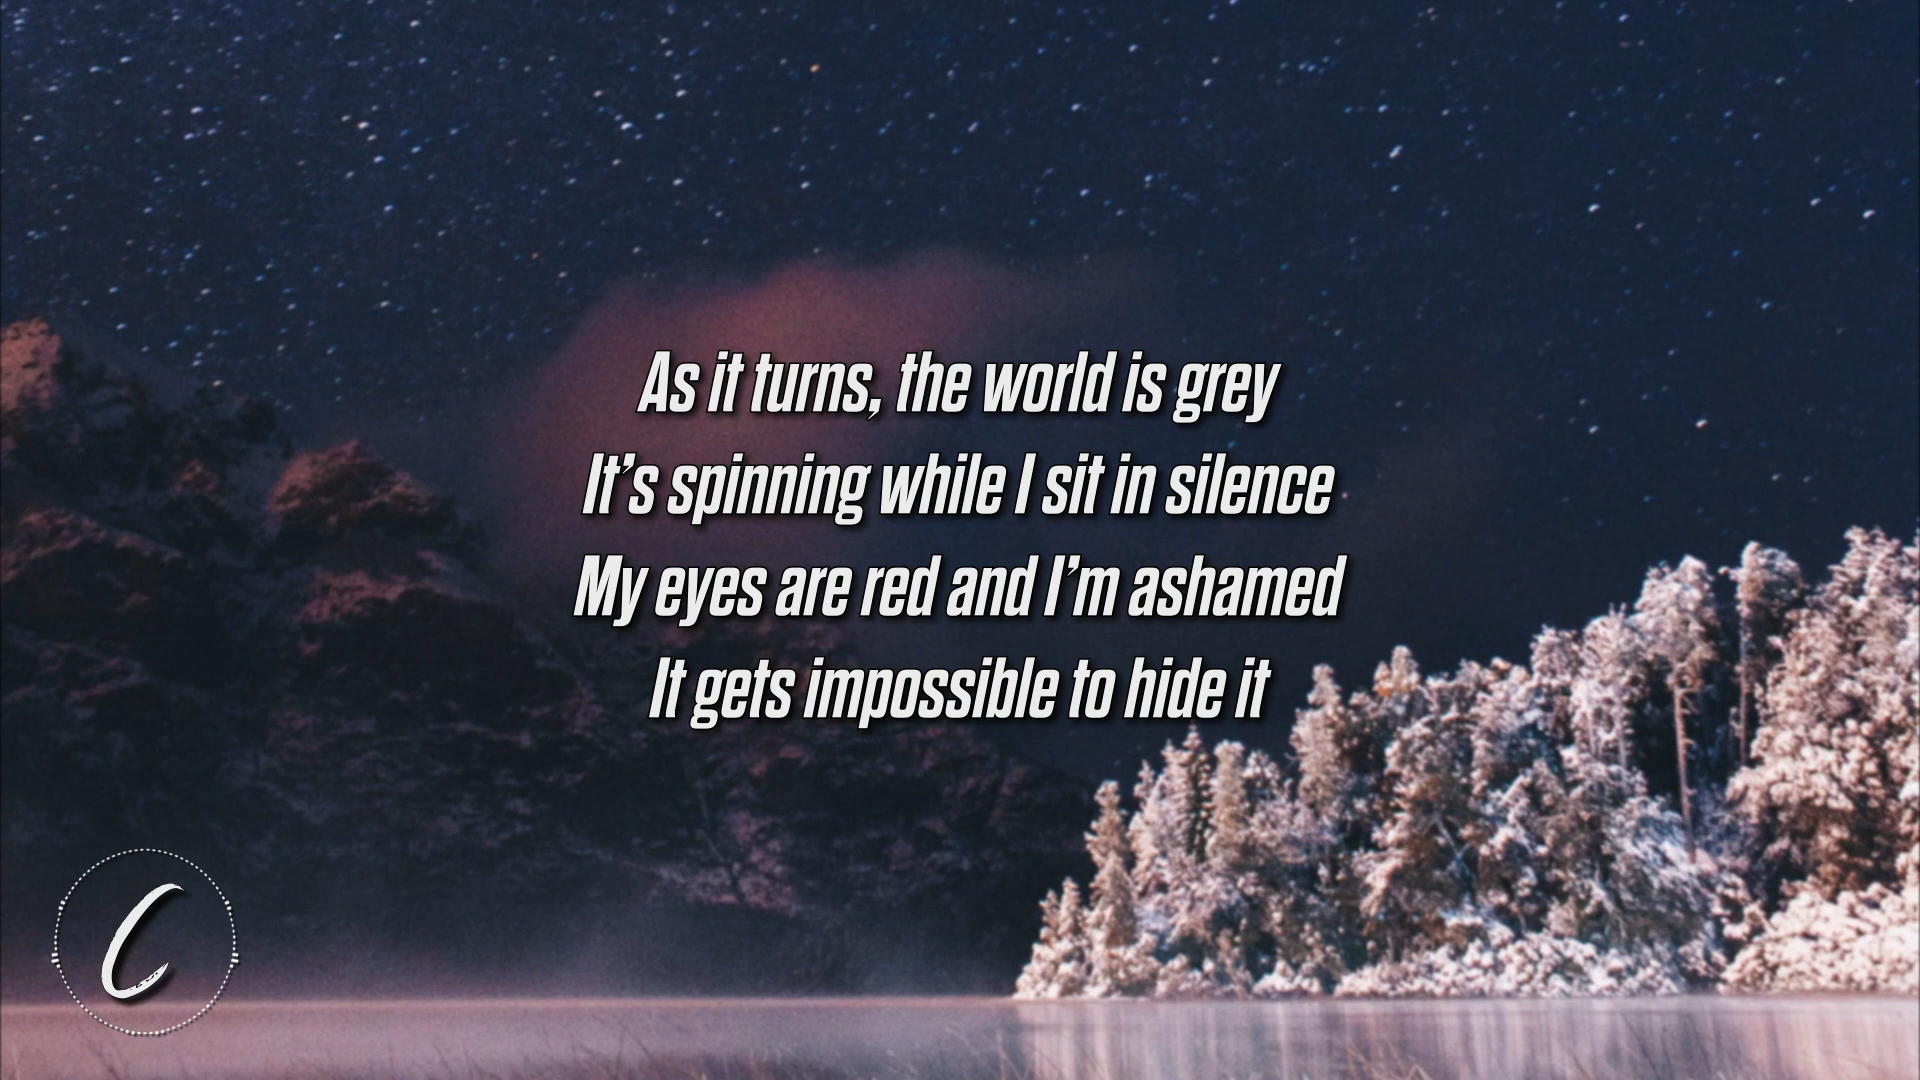 As it turns, the world is grey
It’s spinning while I sit in silence
My eyes are red and I’m ashamed
It gets impossible to hide it
C